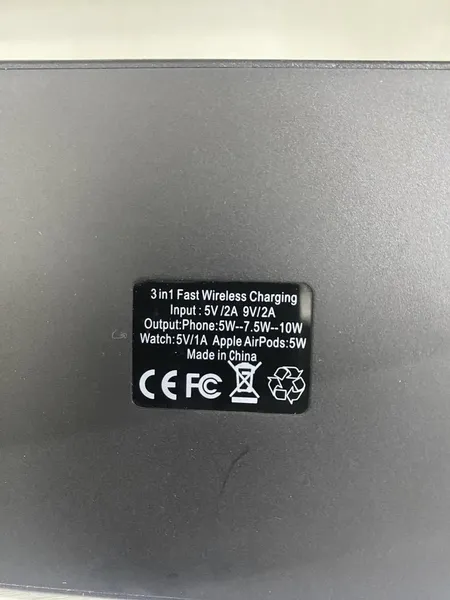 3 in1 Fast Wireless Charging
Input : 5V /2A 9V/2A
Output:Phone:5W--7.5W--10W
Watch:5V/1A Apple AirPods:5W
Made in China
CE FC